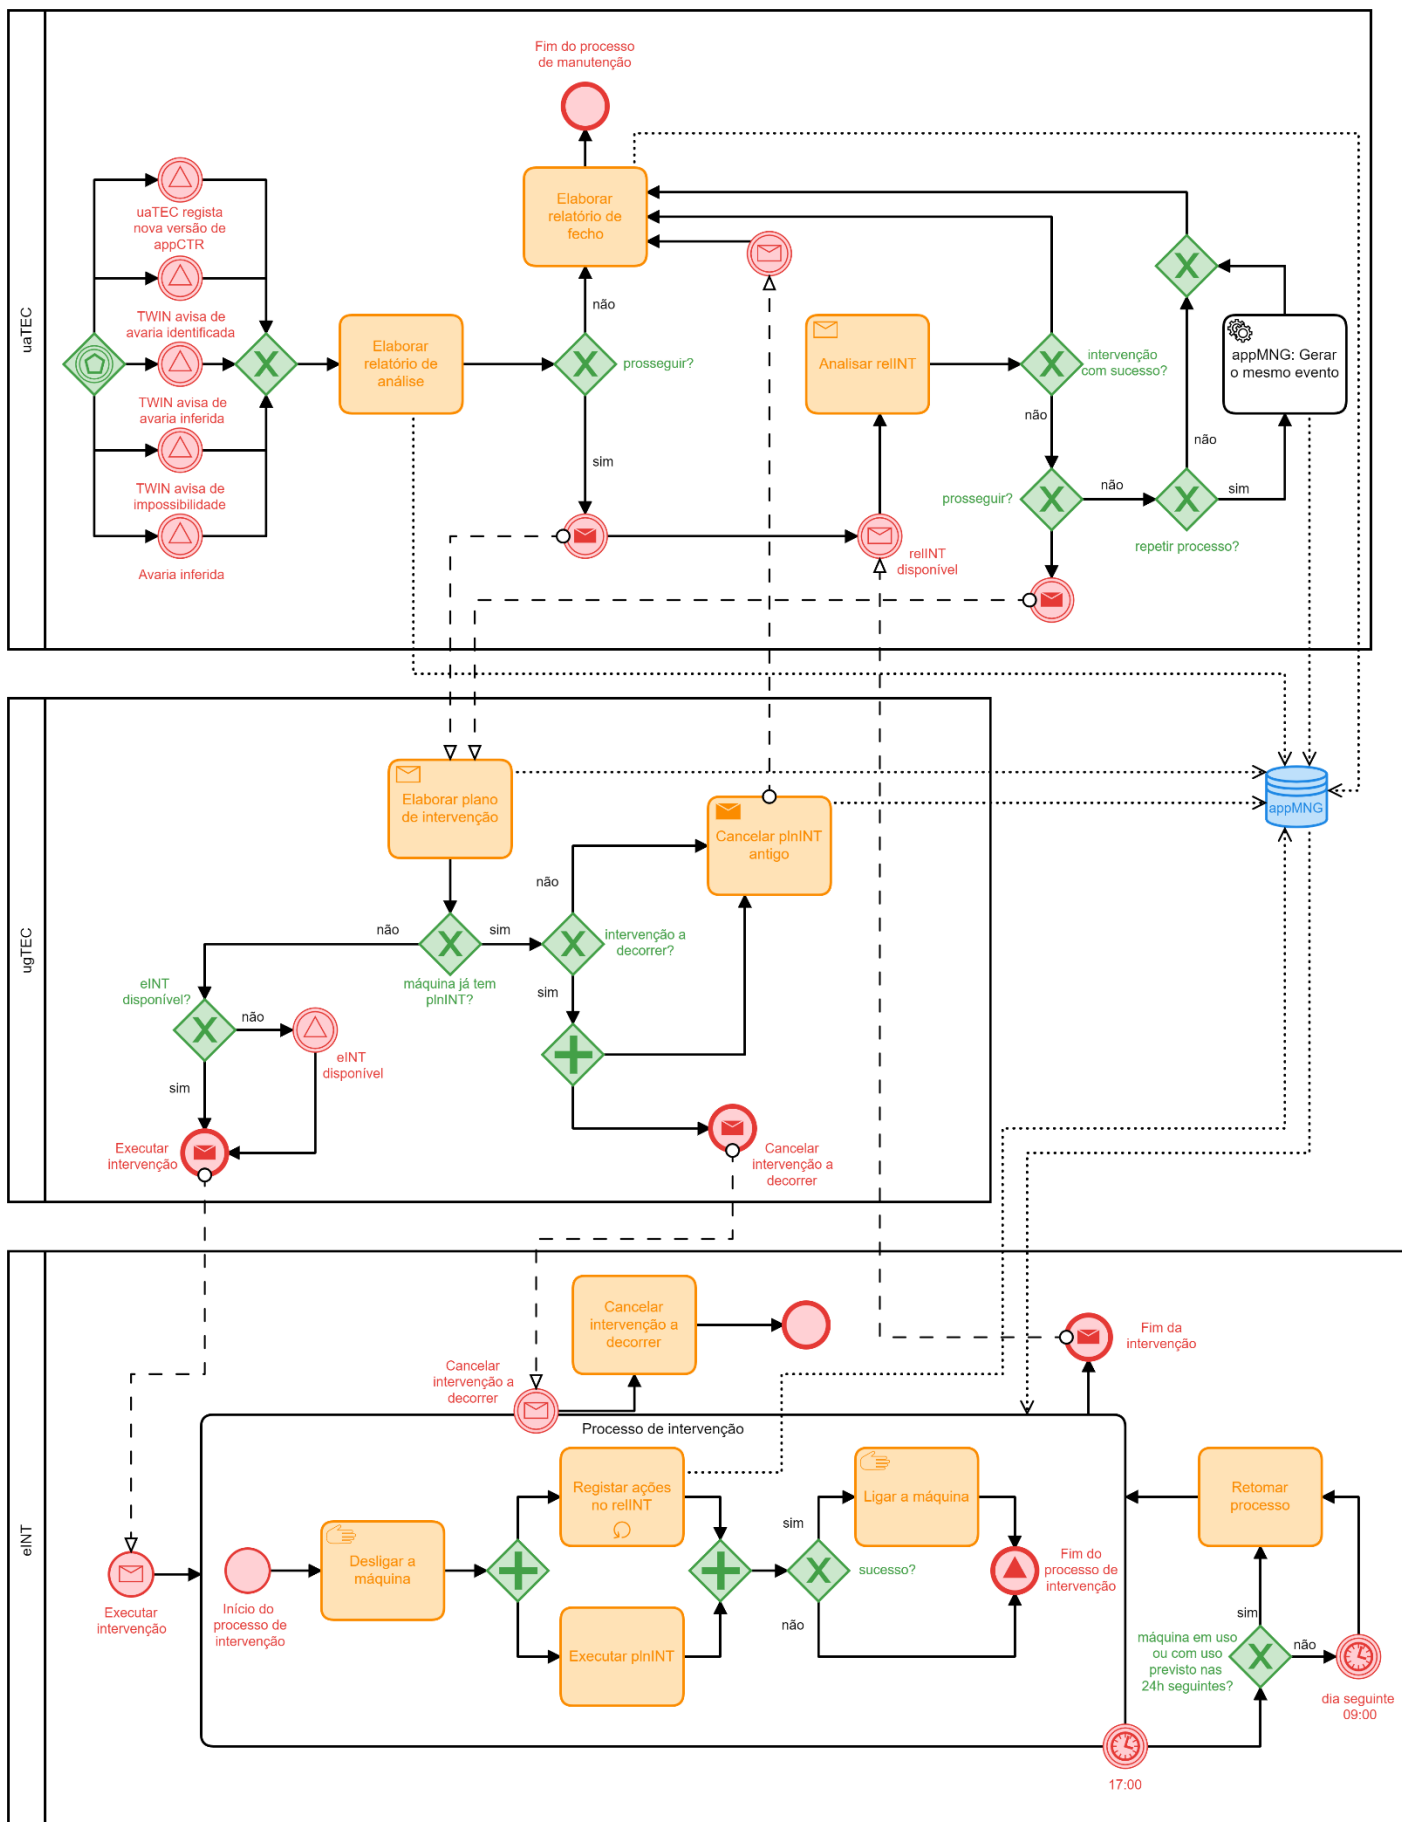 uaTEC
Fim do processo
de manutenção
uaTEC regista
nova versão de
appCTR
TWIN avisa de
avaria identificada
TWIN avisa de
avaria inferida
TWIN avisa de
impossibilidade
Avaria inferida
Elaborar
relatório de
análise
Elaborar
relatório de
fecho
não
prosseguir?
sim
Analisar relINT
relINT
disponível
intervenção
com sucesso?
não
prosseguir?
não
repetir processo?
não
sim
appMNG: Gerar
o mesmo evento
ugTEC
Elaborar plano
de intervenção
Cancelar plnINT
antigo
appMNG
não
sim
máquina já tem
plnINT?
não
intervenção a
decorrer?
sim
eINT
disponível?
não
eINT
disponível
sim
Executar
intervenção
Cancelar
intervenção a
decorrer
eINT
Cancelar
intervenção a
decorrer
Cancelar
intervenção a
decorrer
Fim da
intervenção
Processo de intervenção
Executar
intervenção
Início do
processo de
intervenção
Desligar a
máquina
Registar ações
no relINT
Executar plnINT
sim
sucesso?
não
Ligar a máquina
Fim do
processo de
intervenção
Retomar
processo
sim
máquina em uso
ou com uso
previsto nas
24h seguintes?
não
dia seguinte
09:00
17:00